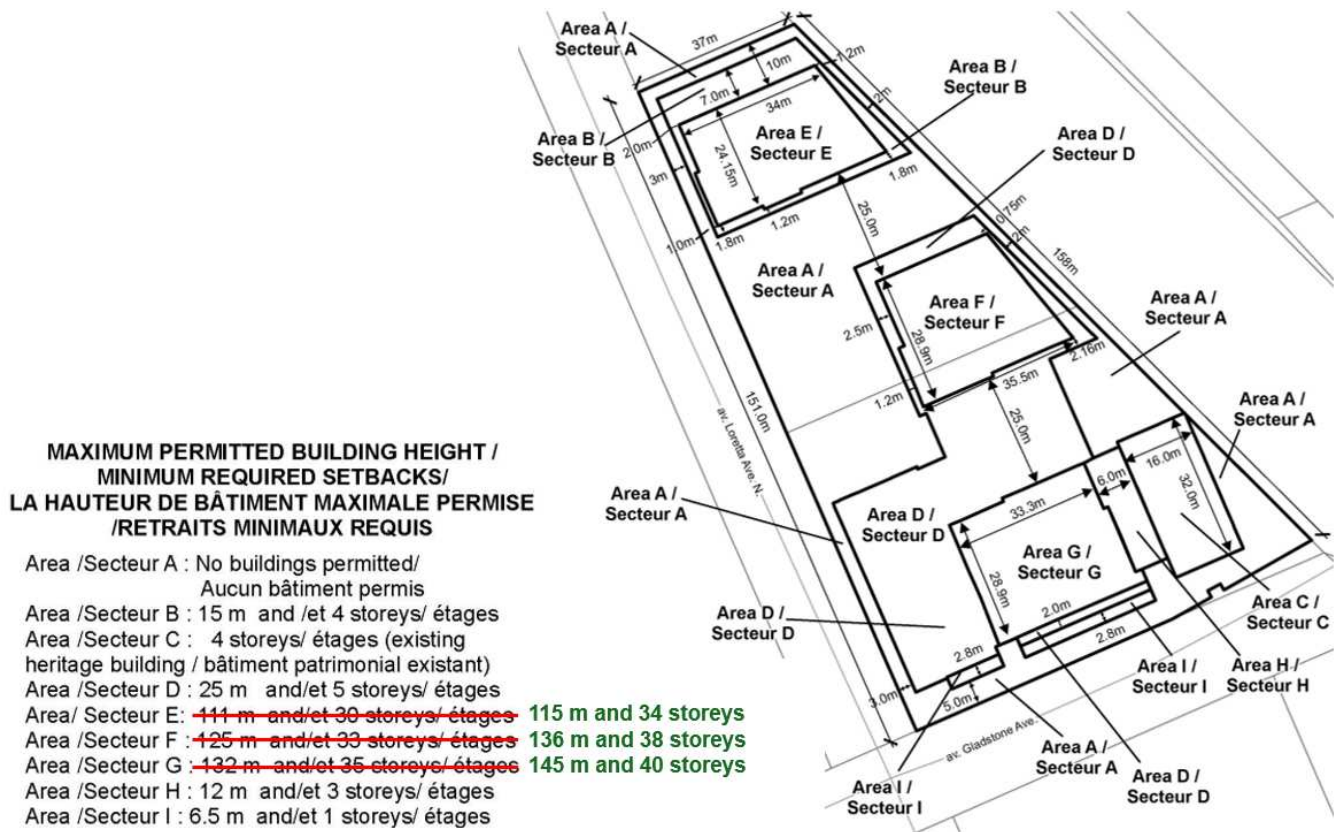 MAXIMUM PERMITTED BUILDING HEIGHT /
MINIMUM REQUIRED SETBACKS/
LA HAUTEUR DE BÂTIMENT MAXIMALE PERMISE
/RETRAITS MINIMAUX REQUIS
Area /Secteur A : No buildings permitted/
Aucun bâtiment permis
Area /Secteur B : 15 m and /et 4 storeys/ étages
Area /Secteur C : 4 storeys/ étages (existing
heritage building / bâtiment patrimonial existant)
Area /Secteur D : 25 m and/et 5 storeys/ étages
Area/ Secteur E: 111 m and/et 30 storeys/ étages 115 m and 34 storeys
Area /Secteur F : 125 m and/et 33 storeys/ étages 136 m and 38 storeys
Area /Secteur G : 132 m and/et 35 storeys/ étages 145 m and 40 storeys
Area /Secteur H : 12 m and/et 3 storeys/ étages
Area /Secteur I : 6.5 m and/et 1 storeys/ étages
Area A /
Secteur A
37m
10m
1.2m
7.0m
34m
2m
Area B /
Secteur B
Area B /
Secteur B
2.0m
Area E /
Secteur E
24.15m
3m
1.8m
1.2m
1.8m
1.0m
25.0m
Area D /
Secteur D
0.75m
2m
158m
Area A /
Secteur A
Area F /
Secteur F
Area A /
Secteur A
2.5m
28.9m
35.5m
2.16m
1.2m
151.0m
av. Loretta Ave. N.
25.0m
Area A /
Secteur A
16.0m
6.0m
32.0m
Area A /
Secteur A
Area D /
Secteur D
33.3m
Area G /
Secteur G
28.9m
2.0m
2.8m
Area D /
Secteur D
2.8m
3.0m
5.0m
Area C /
Secteur C
Area H /
Secteur H
Area I /
Secteur I
av. Gladstone Ave.
Area A /
Secteur A
Area D /
Secteur D
Area I /
Secteur I